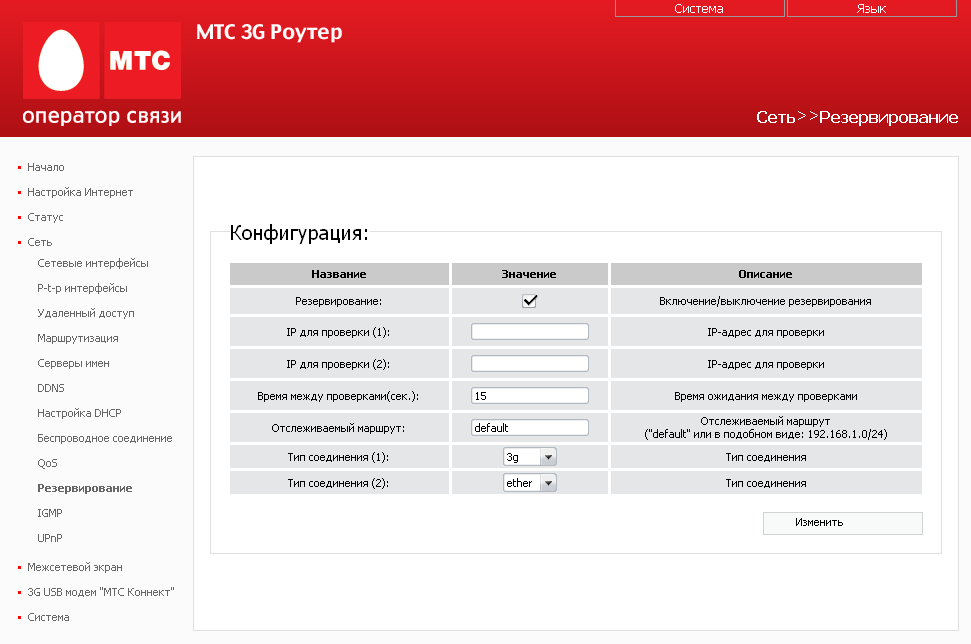 Система
Язык
МТС 3G Роутер
МТС
оператор связи
Сеть>>Резервирование
Начало
Настройка Интернет
Статус
Сеть
Сетевые интерфейсы
P-t-p интерфейсы
Удаленный доступ
Маршрутизация
Серверы имен
DDNS
Настройка DHCP
Беспроводное соединение
QoS
Резервирование
IGMP
UPnP
Межсетевой экран
3G USB модем "МТС Коннект"
Система
Конфигурация:
Название Значение Описание
Резервирование: Включение/выключение резервирования
IP для проверки (1): IP-адрес для проверки
IP для проверки (2): IP-адрес для проверки
Время между проверками(сек.): 15 Время ожидания между проверками
Отслеживаемый маршрут: default Отслеживаемый маршрут
("default" или в подобном виде: 192.168.1.0/24)
Тип соединения (1): 3g Тип соединения
Тип соединения (2): ether Тип соединения
Изменить